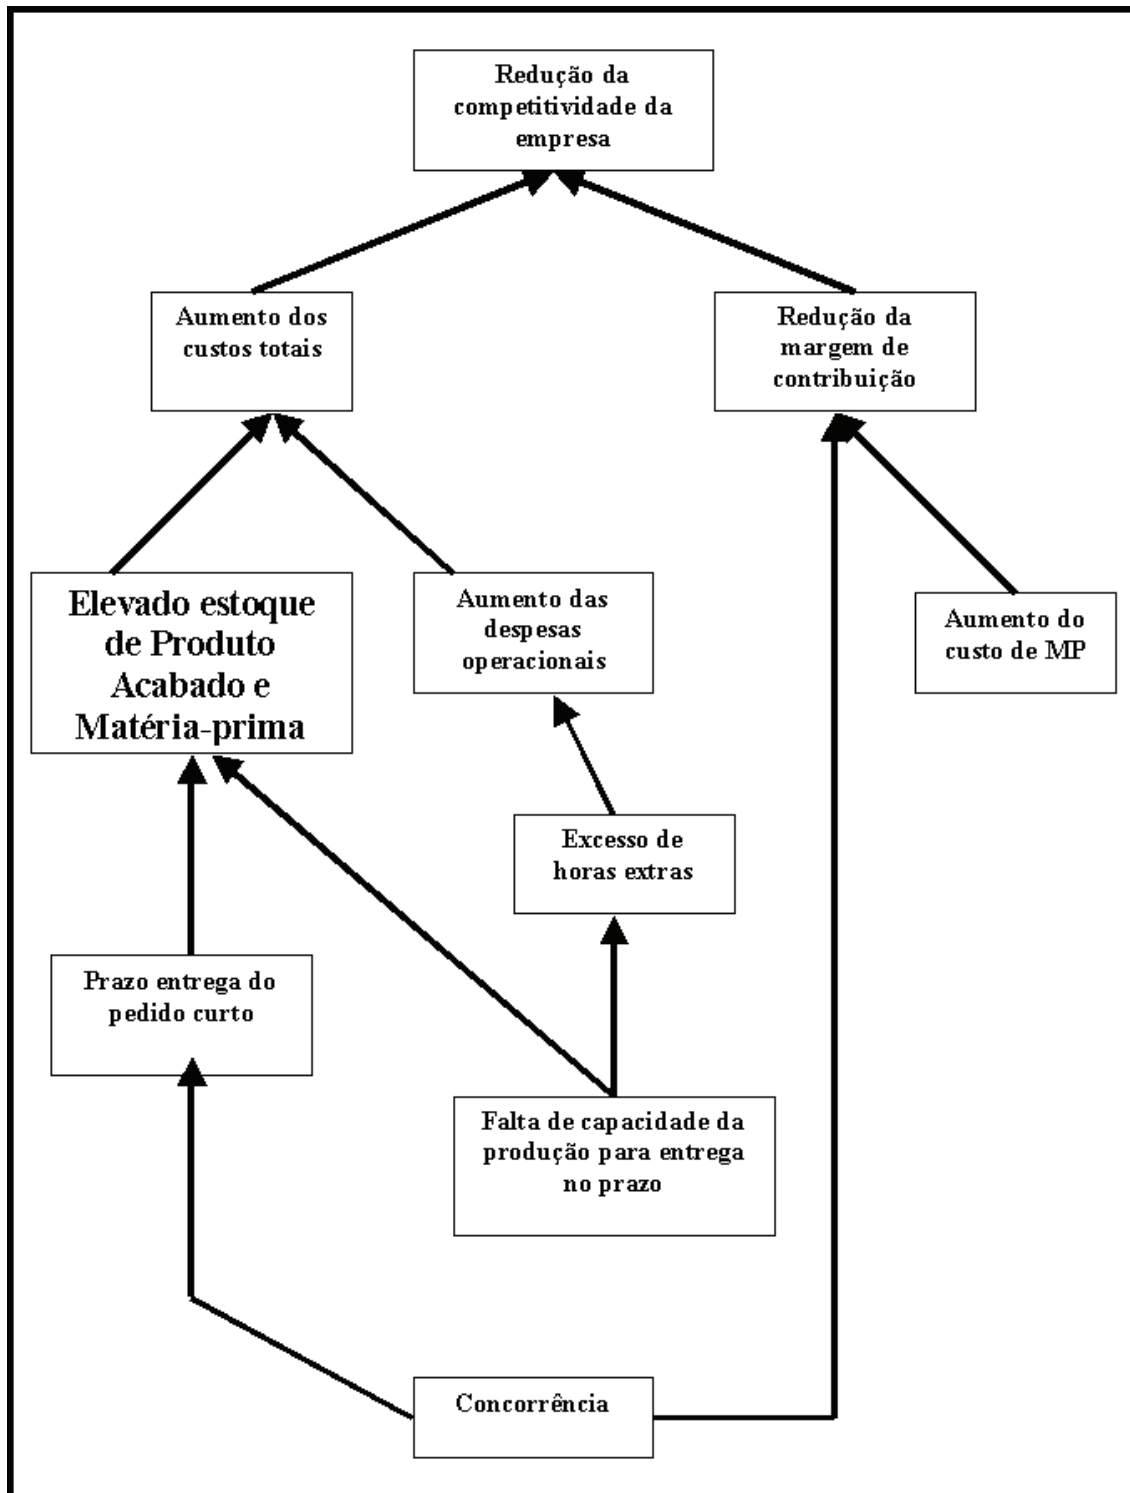 Redução da
competitividade da
empresa
Aumento dos
custos totais
Redução da
margem de
contribuição
Elevado estoque
de Produto
Acabado e
Matéria-prima
Aumento das
despesas
operacionais
Aumento do
custo de MP
Excesso de
horas extras
Prazo entrega do
pedido curto
Falta de capacidade da
produção para entrega
no prazo
Concorrência